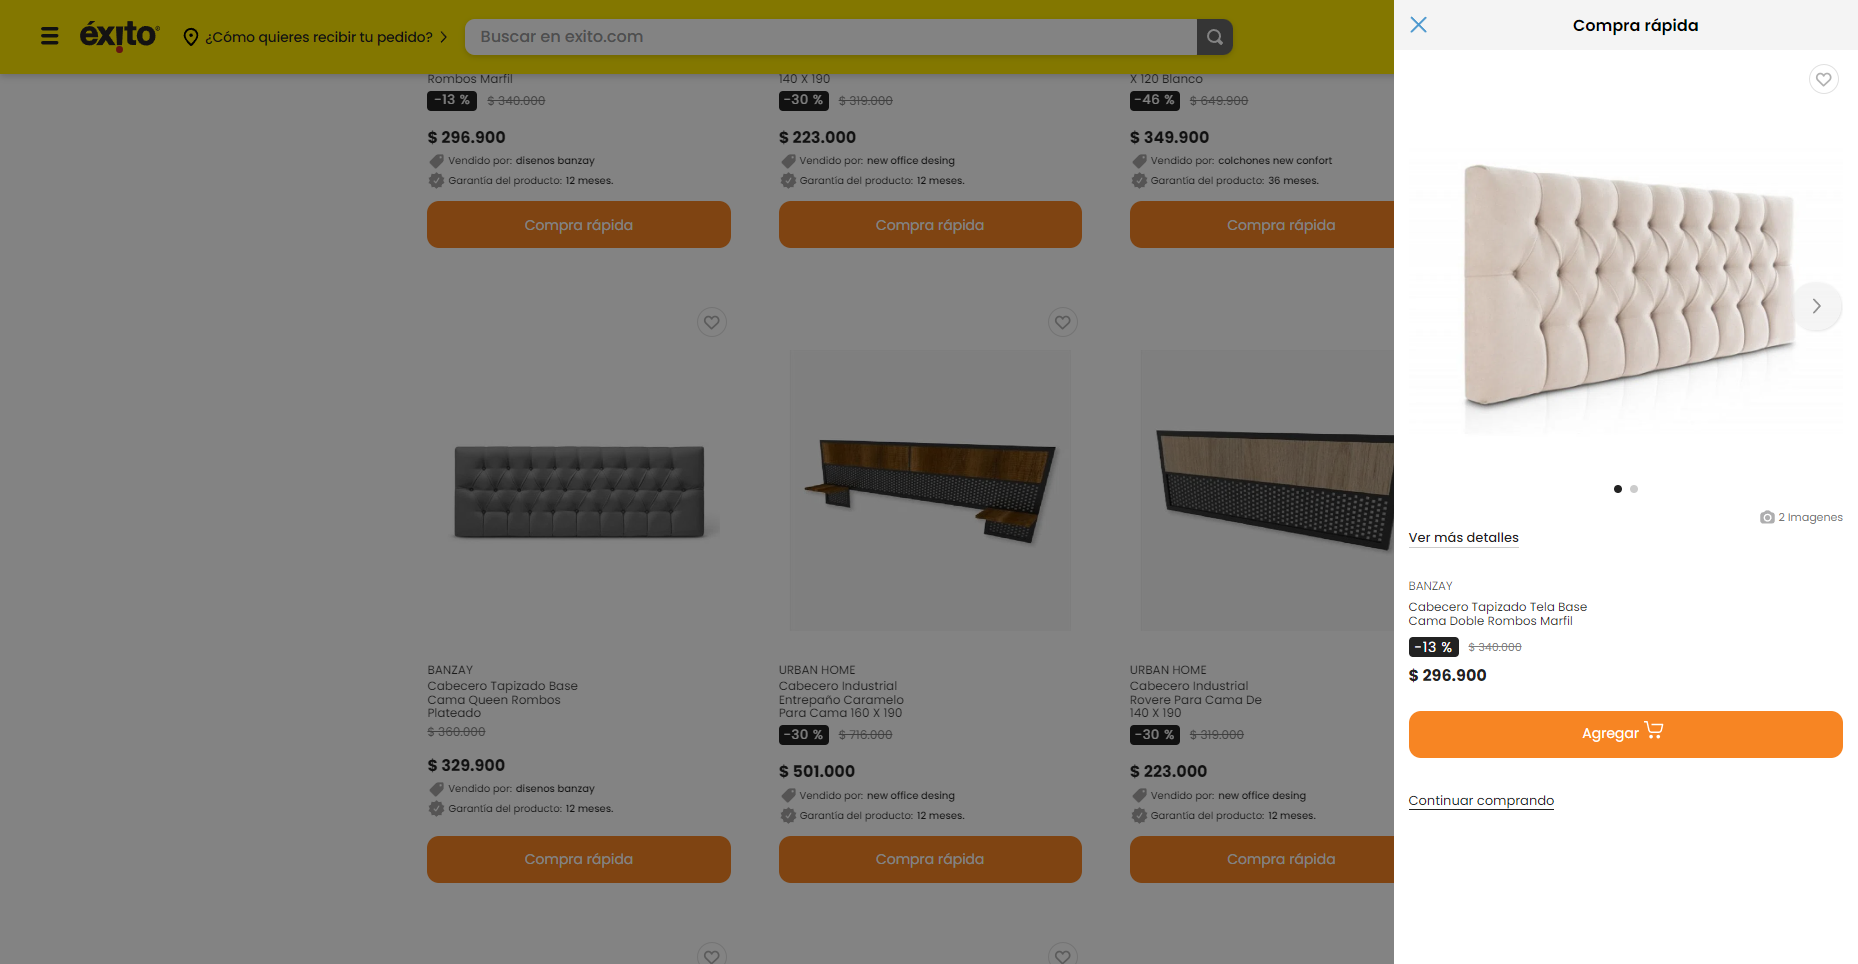 éxito
¿Cómo quieres recibir tu pedido?
Buscar en exito.com
Rombos Marfil
-13 % $ 340.000
$ 296.900
Vendido por: disenos banzay
Garantía del producto: 12 meses.
Compra rápida
140 X 190
-30 % $ 319.000
$ 223.000
Vendido por: new office desing
Garantía del producto: 12 meses.
Compra rápida
X 120 Blanco
-46 % $ 649.900
$ 349.900
Vendido por: colchones new confort
Garantía del producto: 36 meses.
Compra rápida
BANZAY
Cabecero Tapizado Base
Cama Queen Rombos
Plateado
$ 360.000
$ 329.900
Vendido por: disenos banzay
Garantía del producto: 12 meses.
Compra rápida
URBAN HOME
Cabecero Industrial
Entrepaño Caramelo
Para Cama 160 X 190
-30 % $ 716.000
$ 501.000
Vendido por: new office desing
Garantía del producto: 12 meses.
Compra rápida
URBAN HOME
Cabecero Industrial
Rovere Para Cama De
140 X 190
-30 % $ 319.000
$ 223.000
Vendido por: new office desing
Garantía del producto: 12 meses.
Compra rápida
Compra rápida
2 Imagenes
Ver más detalles
BANZAY
Cabecero Tapizado Tela Base
Cama Doble Rombos Marfil
-13 % $ 340.000
$ 296.900
Agregar
Continuar comprando